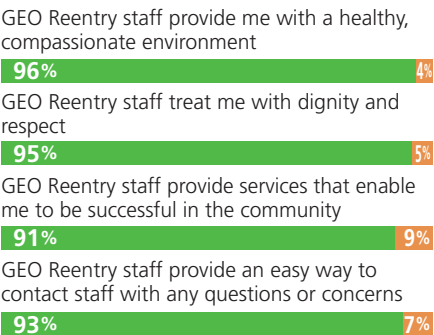 GEO Reentry staff provide me with a healthy,
compassionate environment
96% 4%
GEO Reentry staff treat me with dignity and
respect
95% 5%
GEO Reentry staff provide services that enable
me to be successful in the community
91% 9%
GEO Reentry staff provide an easy way to
contact staff with any questions or concerns
93% 7%